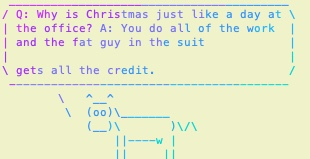 Q: Why is Christmas just like a day at
the office? A: You do all of the work
and the fat guy in the suit
gets all the credit.